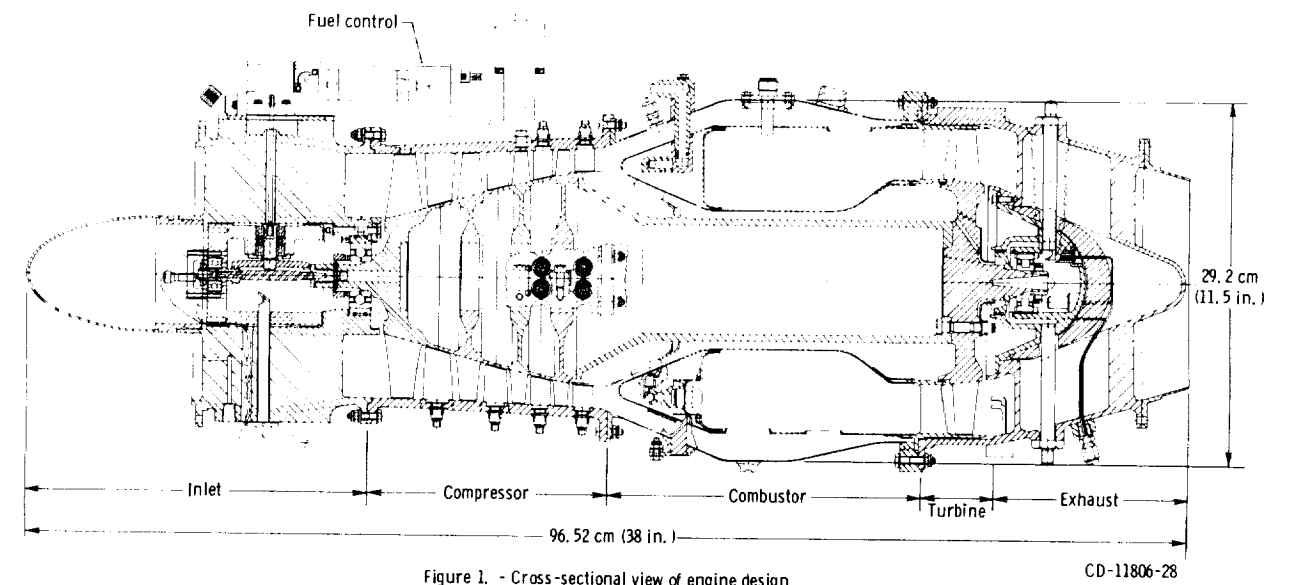 Fuel control
29.2 cm
(11.5 in.)
Inlet
Compressor
Combustor
Turbine
Exhaust
96.52 cm (38 in.)
CD-11806-28
Figure 1. - Cross-sectional view of engine design